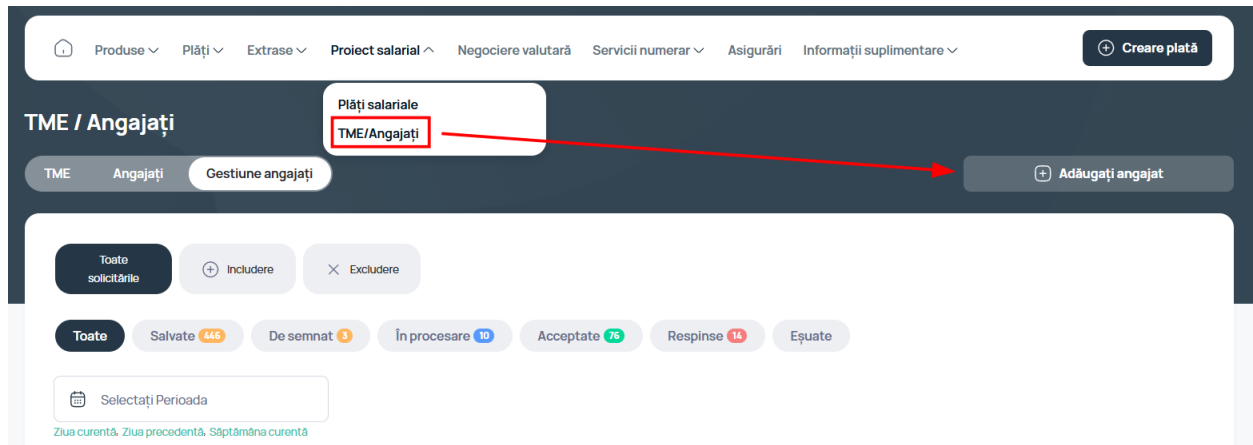 Produse Plăți Extrase Proiect salarial Negociere valutară Servicii numerar Asigurări Informații suplimentare Creare plată
Plăți salariale
TME/Angajați
TME / Angajați
TME Angajați Gestiune angajați Adăugați angajat
Toate
solicitările
Includere
Excludere
Toate Salvate 446 De semnat 3 În procesare 10 Acceptate 76 Respinse 14 Eșuate
Selectați Perioada
Ziua curentă, Ziua precedentă, Săptămâna curentă